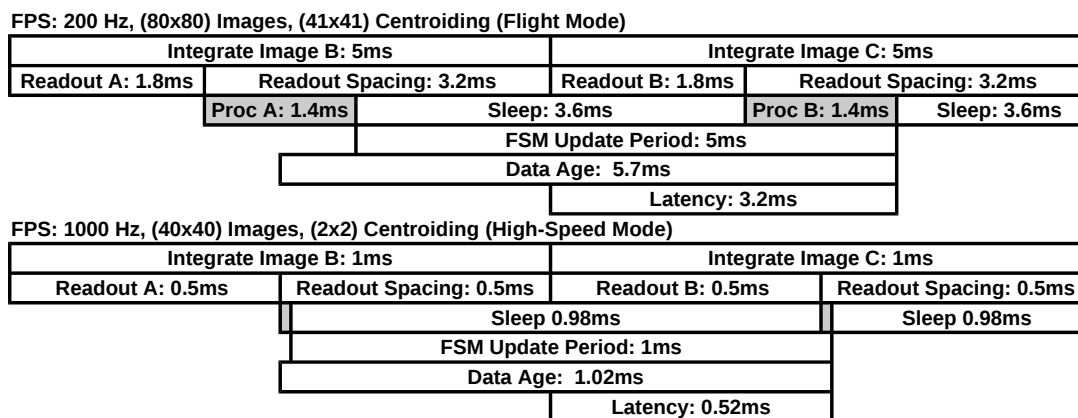 FPS: 200 Hz, (80x80) Images, (41x41) Centroiding (Flight Mode)
Integrate Image B: 5ms Integrate Image C: 5ms
Readout A: 1.8ms Readout Spacing: 3.2ms Readout B: 1.8ms Readout Spacing: 3.2ms
Proc A: 1.4ms Sleep: 3.6ms Proc B: 1.4ms Sleep: 3.6ms
FSM Update Period: 5ms
Data Age: 5.7ms
Latency: 3.2ms
FPS: 1000 Hz, (40x40) Images, (2x2) Centroiding (High-Speed Mode)
Integrate Image B: 1ms Integrate Image C: 1ms
Readout A: 0.5ms Readout Spacing: 0.5ms Readout B: 0.5ms Readout Spacing: 0.5ms
Sleep 0.98ms Sleep 0.98ms
FSM Update Period: 1ms
Data Age: 1.02ms
Latency: 0.52ms